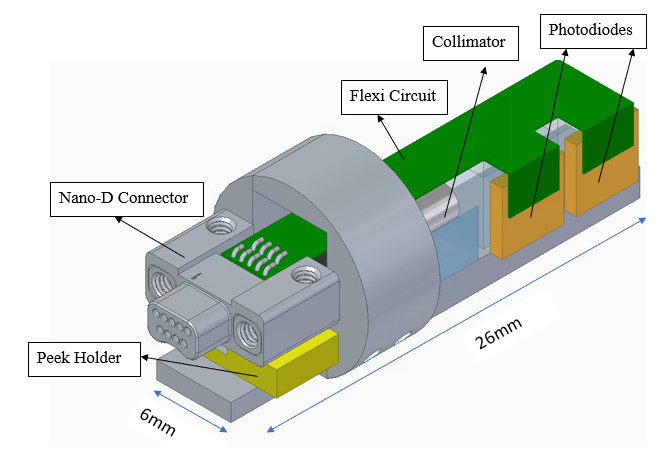 Photodiodes
Collimator
Flexi Circuit
Nano-D Connector
Peek Holder
26mm
6mm